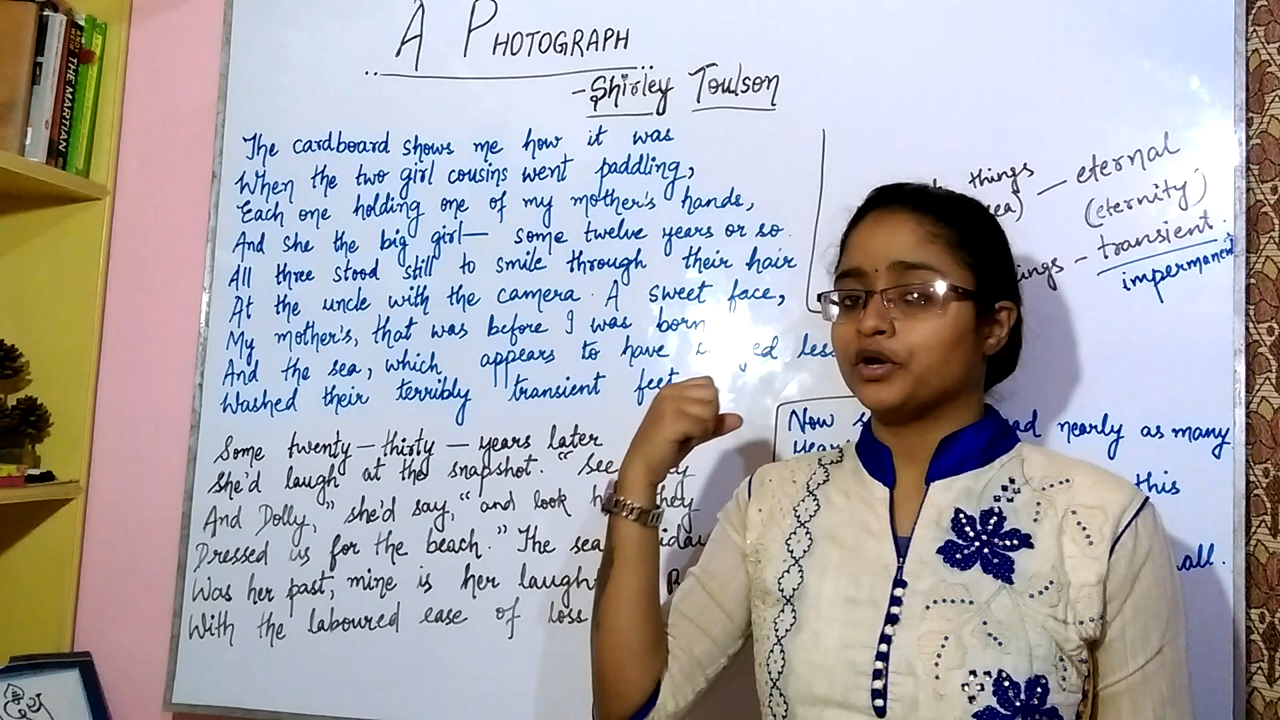 A PHOTOGRAPH
- Shirley Toulson
The cardboard shows me how it was
When the two girl cousins went paddling,
Each one holding one of my mother's hands,
And she the big girl— some twelve years or so.
All three stood still to smile through their hair
At the uncle with the camera. A sweet face,
My mother's, that was before I was born
And the sea, which appears to have less
Washed their terribly transient feet
Some twenty—thirty—years later
She'd laugh at the snapshot. "See
And Dolly," she'd say, "and look they
Dressed us for the beach." The sea
Was her past, mine is her laugh
With the laboured ease of loss
things — eternal
(eternity)
- transient.
impermanent
Now nearly as many
this
all.
THE MARTIAN